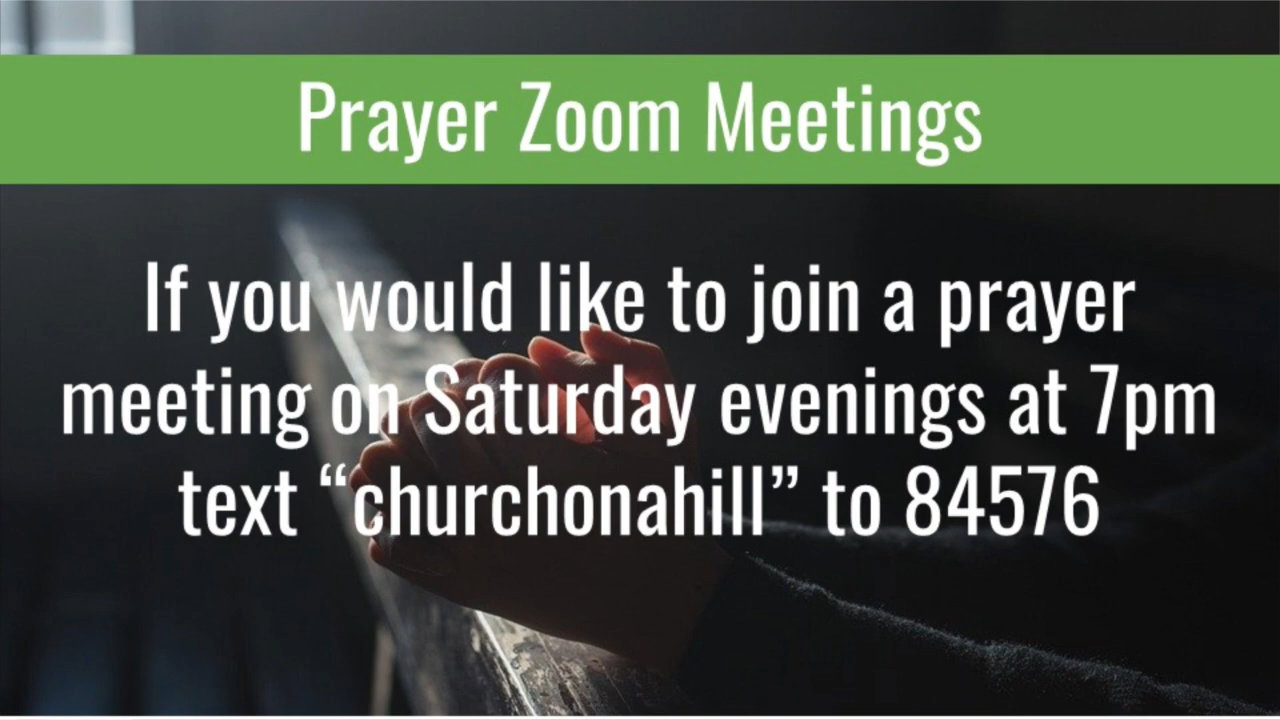 Prayer Zoom Meetings
If you would like to join a prayer
meeting on Saturday evenings at 7pm
text “churchonahill” to 84576